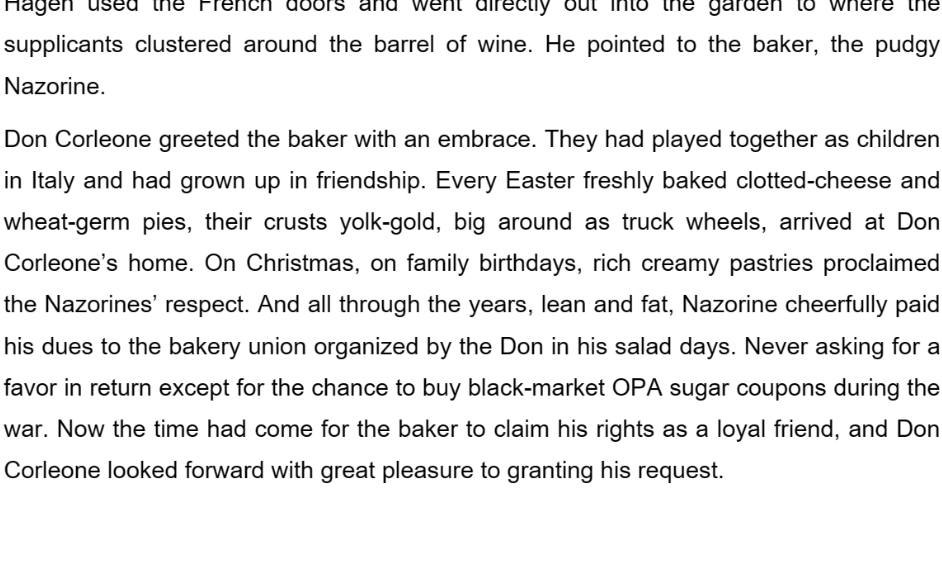 Hagen used the French doors and went directly out into the garden to where the
supplicants clustered around the barrel of wine. He pointed to the baker, the pudgy
Nazorine.
Don Corleone greeted the baker with an embrace. They had played together as children
in Italy and had grown up in friendship. Every Easter freshly baked clotted-cheese and
wheat-germ pies, their crusts yolk-gold, big around as truck wheels, arrived at Don
Corleone’s home. On Christmas, on family birthdays, rich creamy pastries proclaimed
the Nazorines’ respect. And all through the years, lean and fat, Nazorine cheerfully paid
his dues to the bakery union organized by the Don in his salad days. Never asking for a
favor in return except for the chance to buy black-market OPA sugar coupons during the
war. Now the time had come for the baker to claim his rights as a loyal friend, and Don
Corleone looked forward with great pleasure to granting his request.